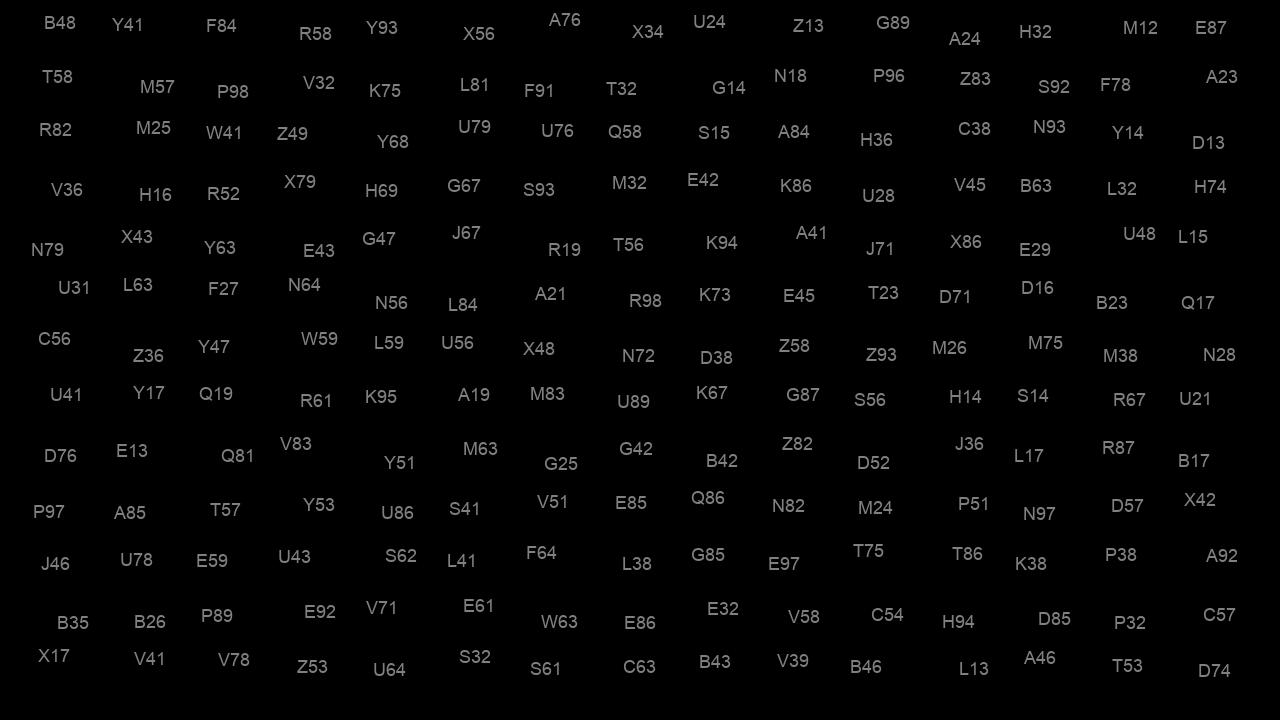 B48 Y41 F84 R58 Y93 X56 A76 X34 U24 Z13 G89 A24 H32 M12 E87
T58 M57 P98 V32 K75 L81 F91 T32 G14 N18 P96 Z83 S92 F78 A23
R82 M25 W41 Z49 Y68 U79 U76 Q58 S15 A84 H36 C38 N93 Y14 D13
V36 H16 R52 X79 H69 G67 S93 M32 E42 K86 U28 V45 B63 L32 H74
N79 X43 Y63 E43 G47 J67 R19 T56 K94 A41 J71 X86 E29 U48 L15
U31 L63 F27 N64 N56 L84 A21 R98 K73 E45 T23 D71 D16 B23 Q17
C56 Z36 Y47 W59 L59 U56 X48 N72 D38 Z58 Z93 M26 M75 M38 N28
U41 Y17 Q19 R61 K95 A19 M83 U89 K67 G87 S56 H14 S14 R67 U21
D76 E13 Q81 V83 Y51 M63 G25 G42 B42 Z82 D52 J36 L17 R87 B17
P97 A85 T57 Y53 U86 S41 V51 E85 Q86 N82 M24 P51 N97 D57 X42
J46 U78 E59 U43 S62 L41 F64 L38 G85 E97 T75 T86 K38 P38 A92
B35 B26 P89 E92 V71 E61 W63 E86 E32 V58 C54 H94 D85 P32 C57
X17 V41 V78 Z53 U64 S32 S61 C63 B43 V39 B46 L13 A46 T53 D74